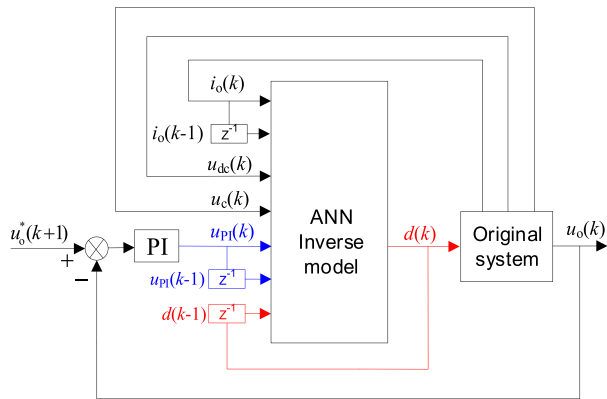 i_o(k)
i_o(k-1) z^-1
u_dc(k)
u_c(k)
u_o^*(k+1)
+
−
PI
u_PI(k)
u_PI(k-1) z^-1
d(k-1) z^-1
ANN
Inverse
model
d(k)
Original
system
u_o(k)